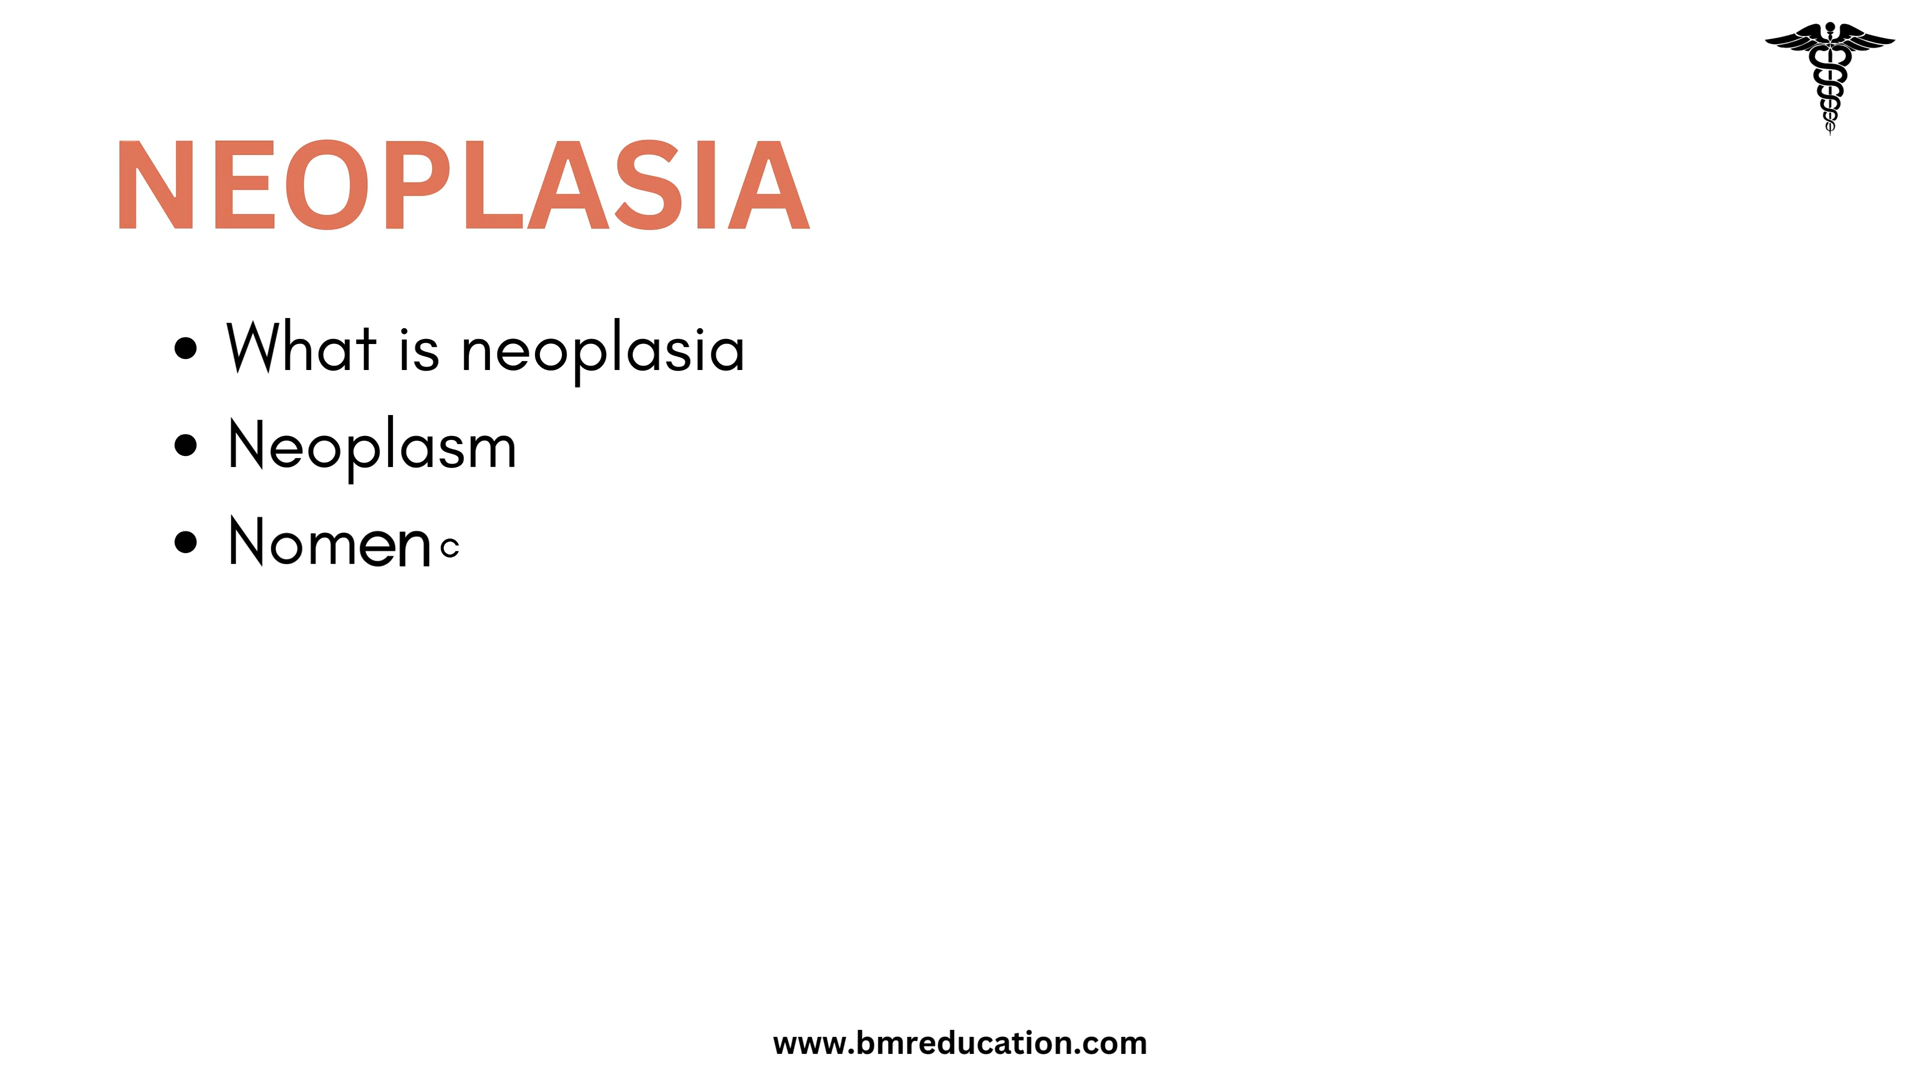 NEOPLASIA
• What is neoplasia
• Neoplasm
• Nomenc
www.bmreducation.com